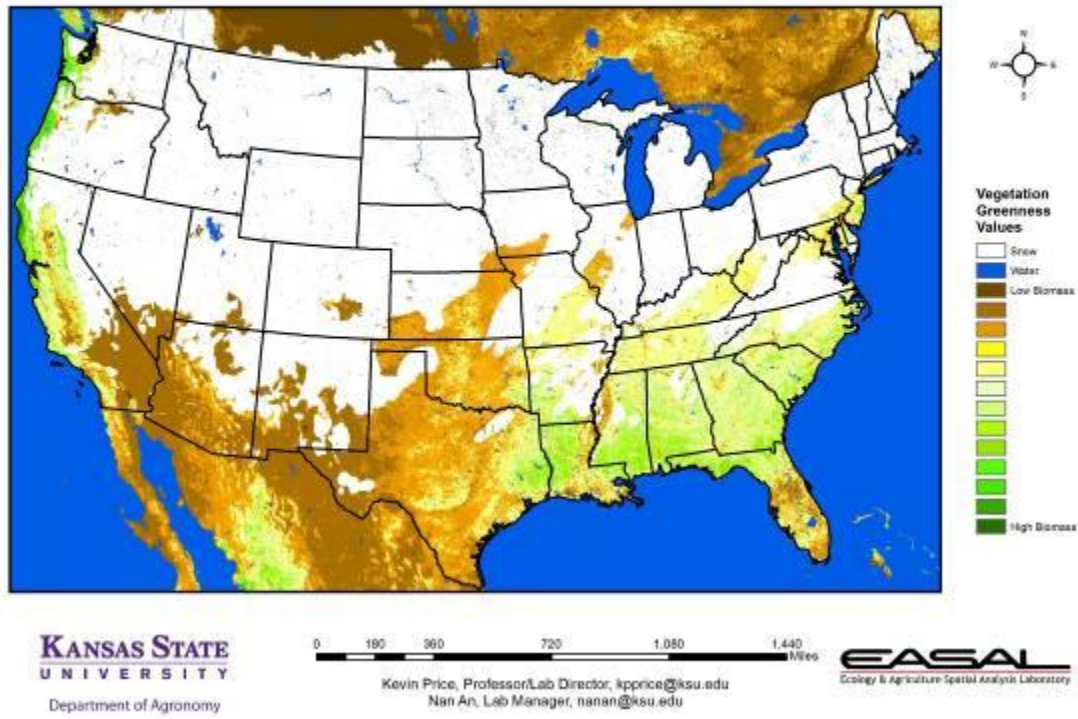 N
W
E
S
Vegetation
Greenness
Values
Snow
Water
Low Biomass
High Biomass
KANSAS STATE
UNIVERSITY
Department of Agronomy
0 180 360 720 1,080 1,440
Miles
Kevin Price, Professor/Lab Director, kpprice@ksu.edu
Nan An, Lab Manager, nanan@ksu.edu
EASAL
Ecology & Agriculture Spatial Analysis Laboratory